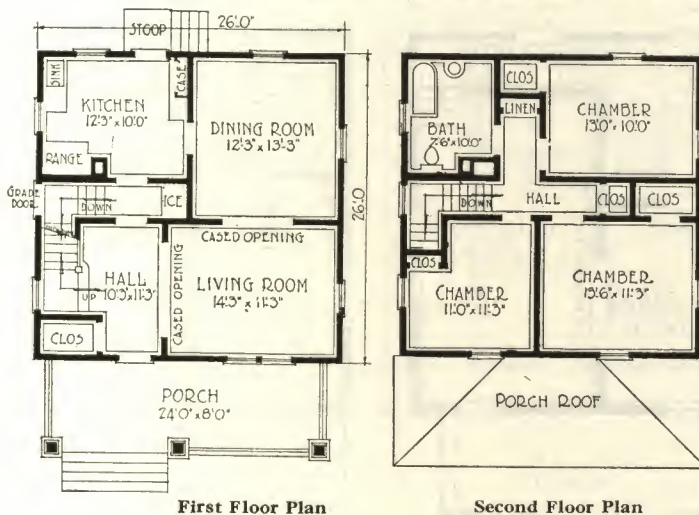 STOOP
26'-0"
SINK
KITCHEN
12'-3" x 10'-0"
CASE
RANGE
DINING ROOM
12'-3" x 13'-3"
GRADE
DOOR
DOWN
ICE
26'-0"
CASED OPENING
HALL
10'-3" x 11'-3"
UP
CASED OPENING
LIVING ROOM
14'-3" x 11'-3"
CLOS
PORCH
24'-0" x 8'-0"
First Floor Plan
CLOS
LINEN
BATH
7'-6" x 10'-0"
CHAMBER
13'-0" x 10'-0"
DOWN
HALL
CLOS
CLOS
CLOS
CHAMBER
11'-0" x 11'-3"
CHAMBER
13'-6" x 11'-3"
PORCH ROOF
Second Floor Plan